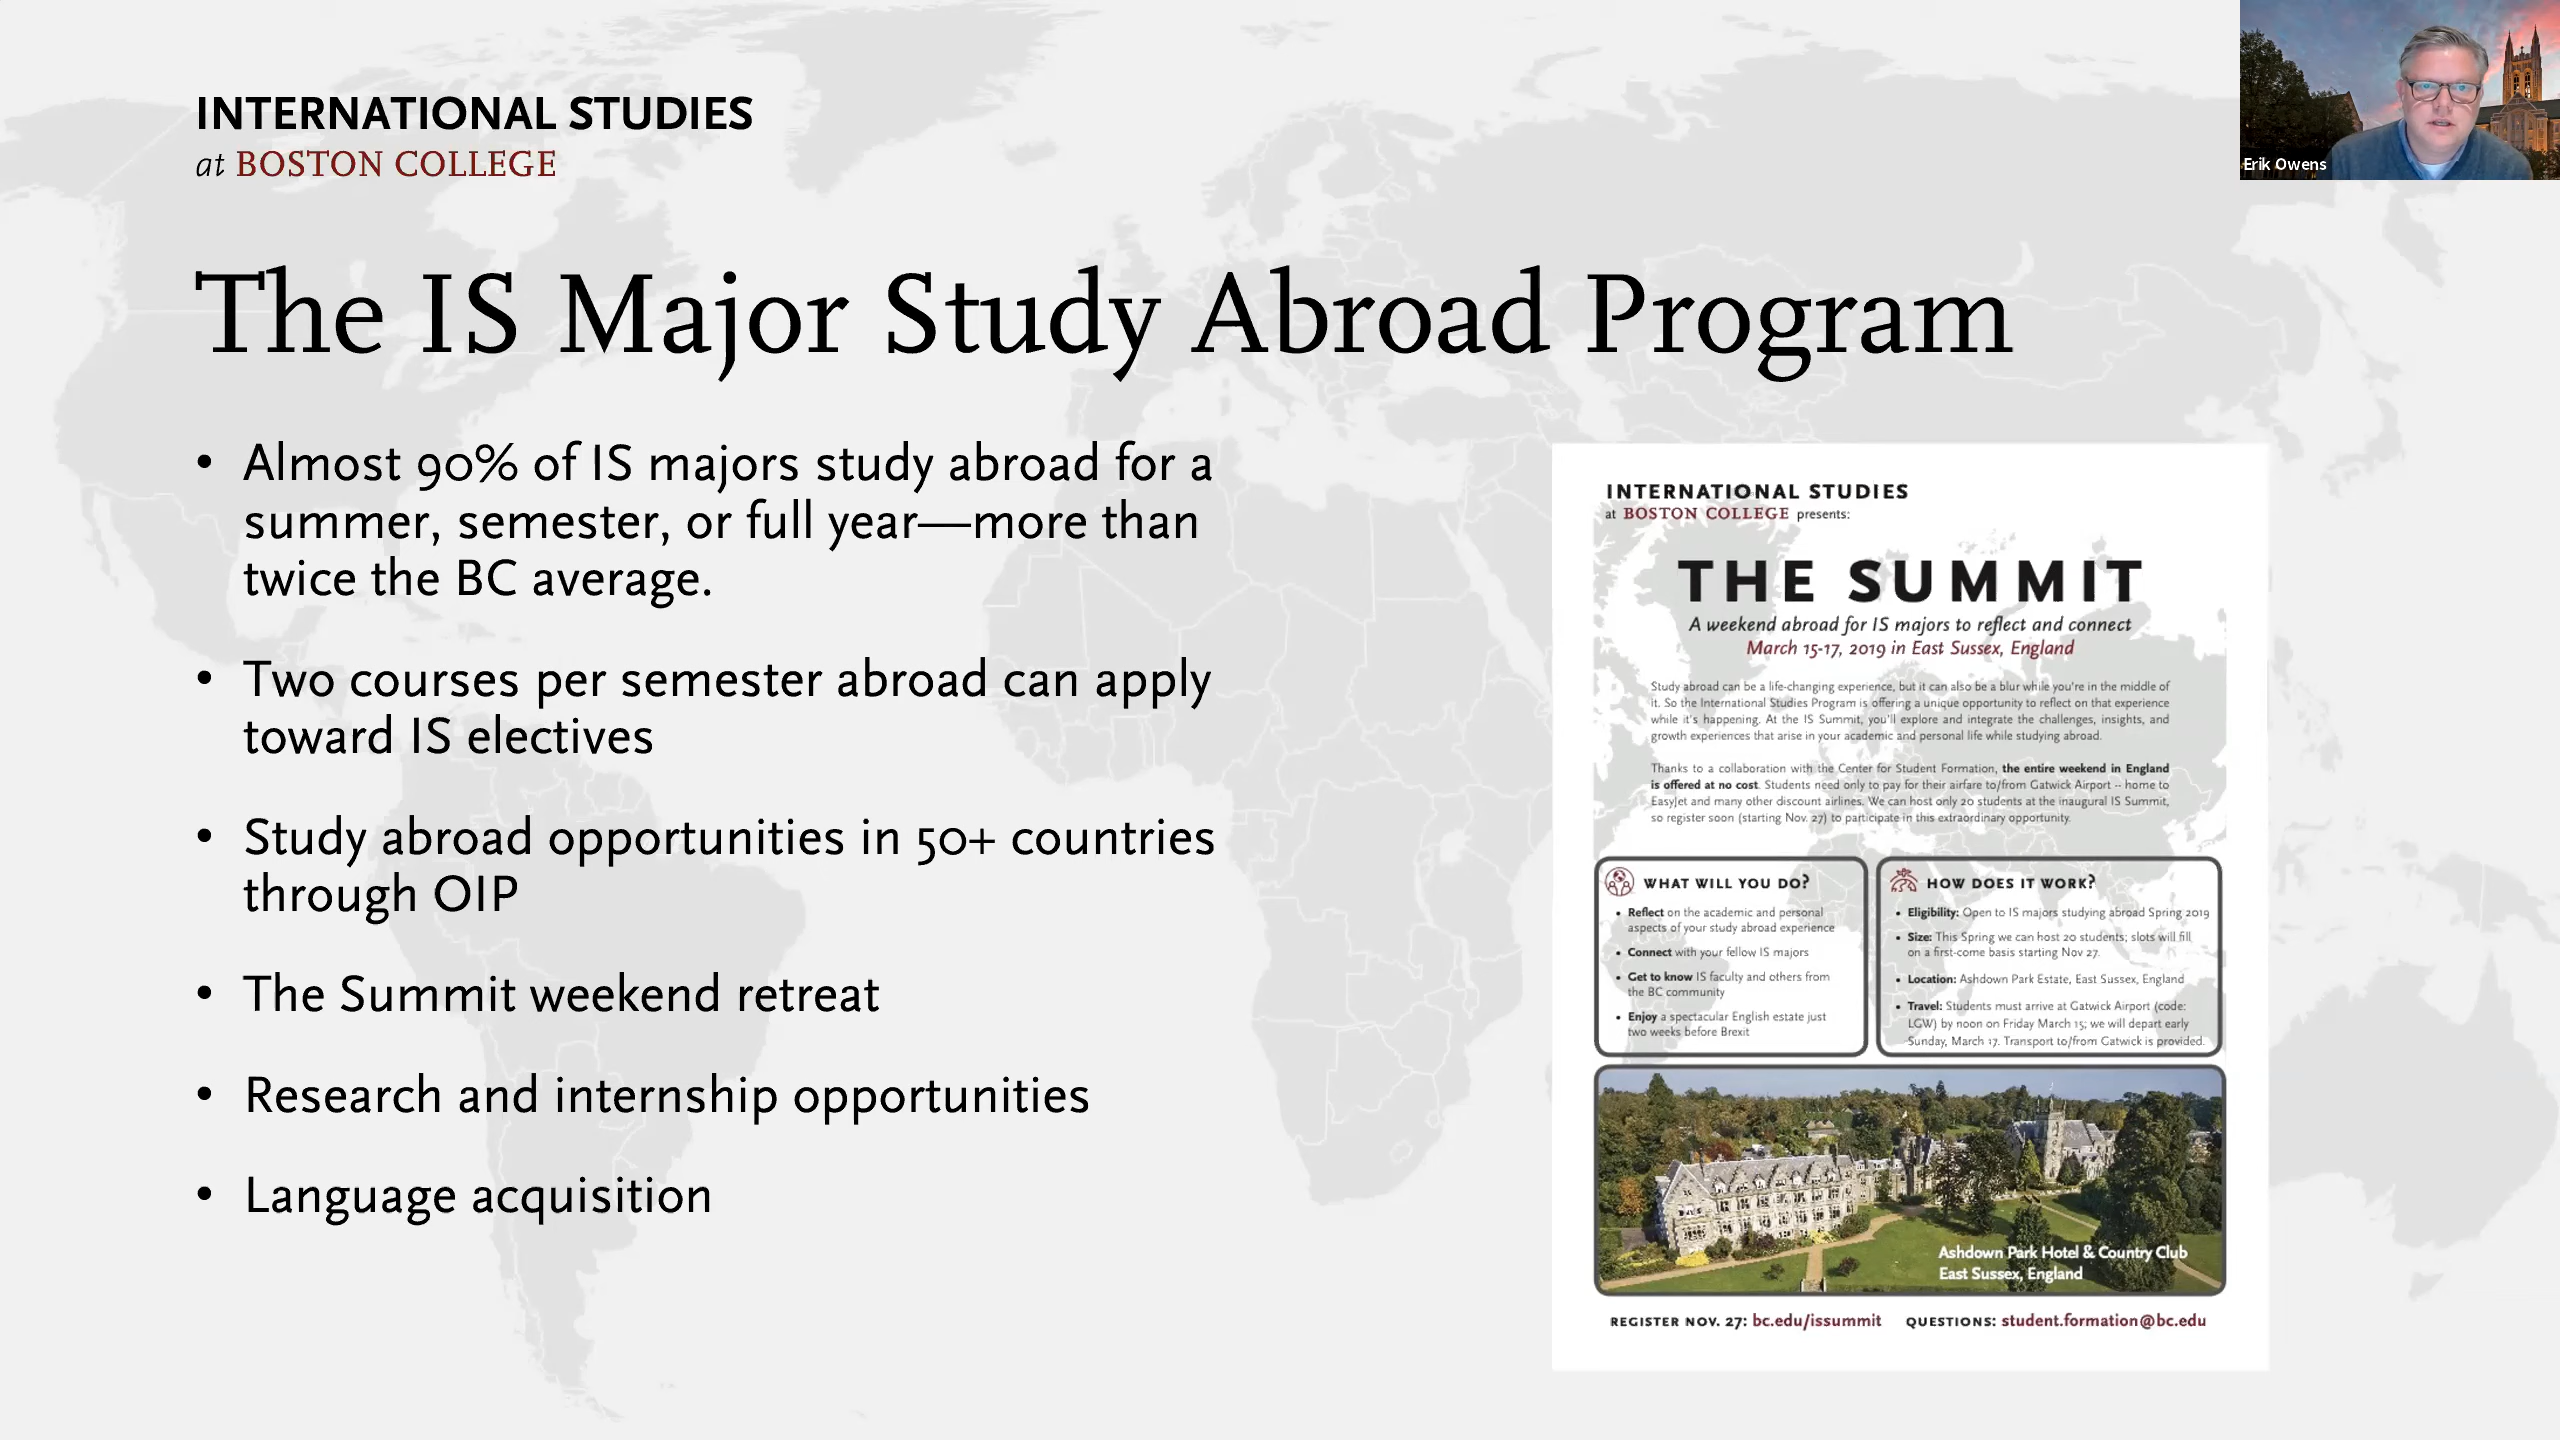 INTERNATIONAL STUDIES
at BOSTON COLLEGE
Erik Owens
The IS Major Study Abroad Program
• Almost 90% of IS majors study abroad for a
summer, semester, or full year—more than
twice the BC average.
• Two courses per semester abroad can apply
toward IS electives
• Study abroad opportunities in 50+ countries
through OIP
• The Summit weekend retreat
• Research and internship opportunities
• Language acquisition
INTERNATIONAL STUDIES
at BOSTON COLLEGE presents:
THE SUMMIT
A weekend abroad for IS majors to reflect and connect
March 15-17, 2019 in East Sussex, England
Study abroad can be a life-changing experience, but it can also be a blur while you're in the middle of
it. So the International Studies Program is offering a unique opportunity to reflect on that experience
while it's happening. At the IS Summit, you'll explore and integrate the challenges, insights, and
growth experiences that arise in your academic and personal life while studying abroad.
Thanks to a collaboration with the Center for Student Formation, the entire weekend in England
is offered at no cost. Students need only to pay for their airfare to/from Gatwick Airport -- home to
EasyJet and many other discount airlines. We can host only 20 students at the inaugural IS Summit,
so register soon (starting Nov. 27) to participate in this extraordinary opportunity.
WHAT WILL YOU DO?
• Reflect on the academic and personal
aspects of your study abroad experience
• Connect with your fellow IS majors
• Get to know IS faculty and others from
the BC community
• Enjoy a spectacular English estate just
two weeks before Brexit
HOW DOES IT WORK?
• Eligibility: Open to IS majors studying abroad Spring 2019
• Size: This Spring we can host 20 students; slots will fill
on a first-come basis starting Nov 27.
• Location: Ashdown Park Estate, East Sussex, England
• Travel: Students must arrive at Gatwick Airport (code:
LGW) by noon on Friday March 15; we will depart early
Sunday, March 17. Transport to/from Gatwick is provided.
Ashdown Park Hotel & Country Club
East Sussex, England
REGISTER NOV. 27: bc.edu/issummit QUESTIONS: student.formation@bc.edu